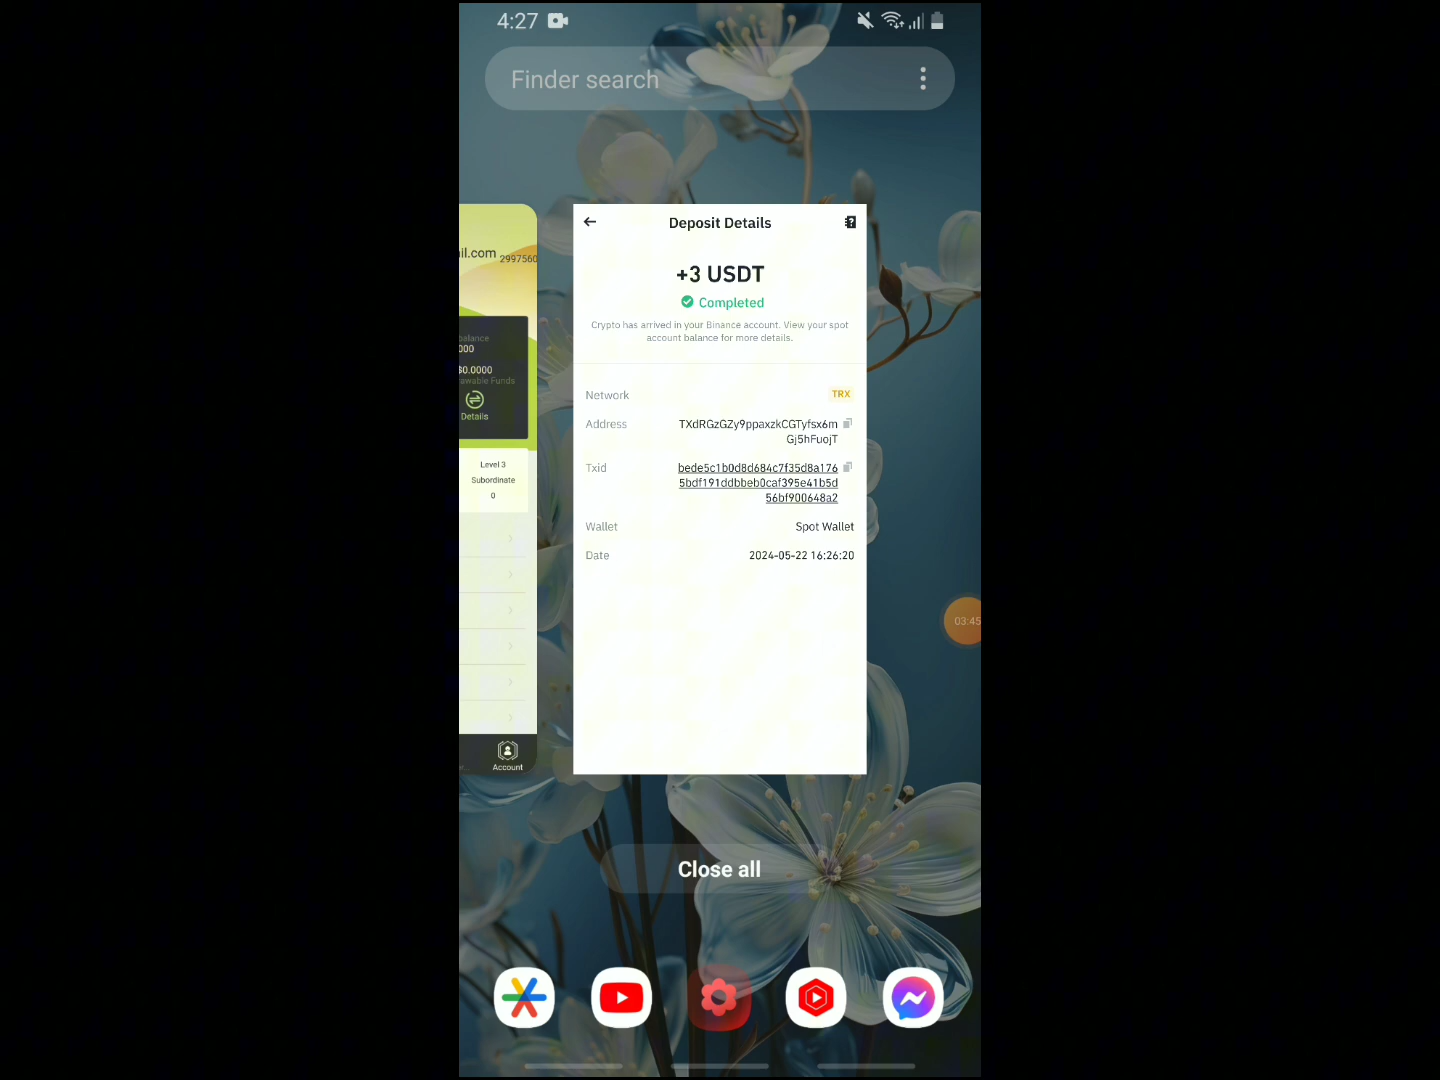 4:27
Finder search
il.com
2997560
balance
000
$0.0000
awable Funds
Details
Level 3
Subordinate
0
Account
Deposit Details
+3 USDT
Completed
Crypto has arrived in your Binance account. View your spot
account balance for more details.
Network
TRX
Address
TXdRGzGZy9ppaxzkCGTyfsx6m
Gj5hFuojT
Txid
bede5c1b0d8d684c7f35d8a176
5bdf191ddbbeb0caf395e41b5d
56bf900648a2
Wallet
Spot Wallet
Date
2024-05-22 16:26:20
03:45
Close all